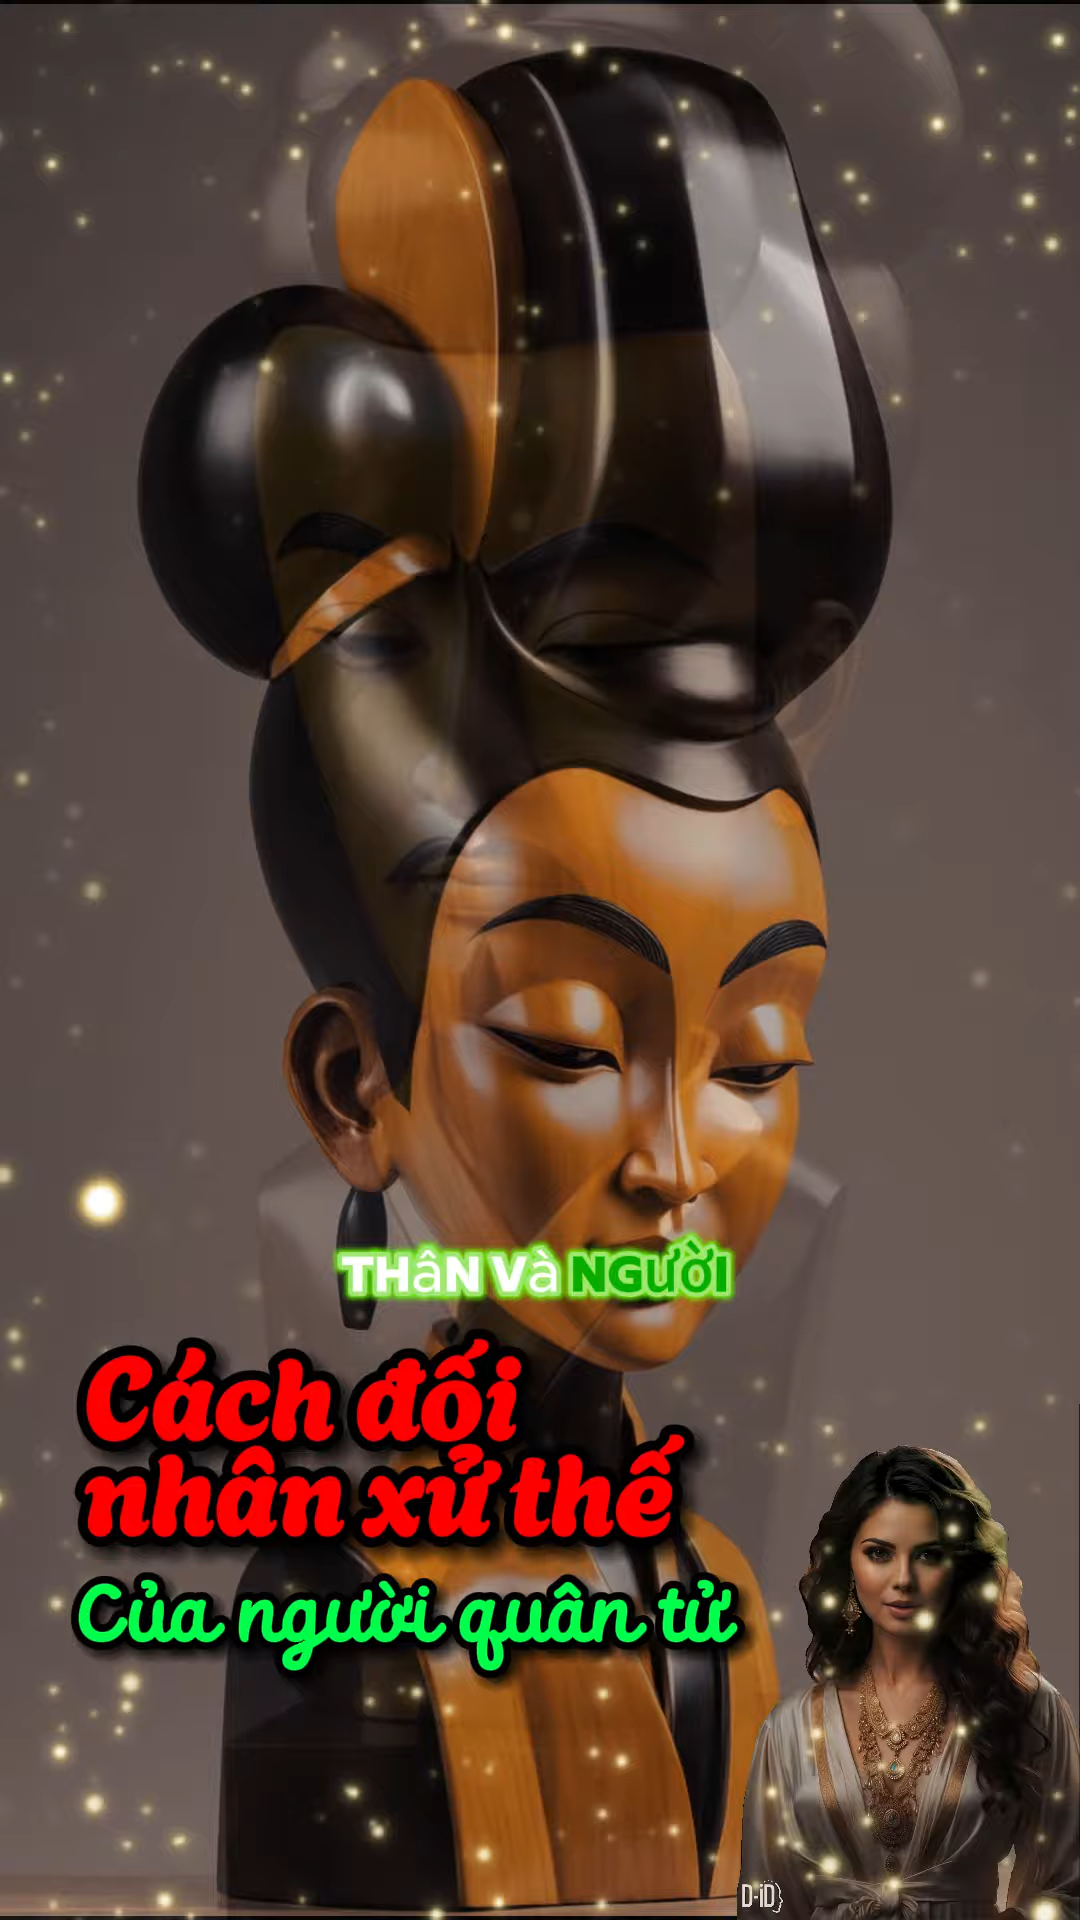 THâN Và NGườI
Cách đối
nhân xử thế
Của người quân tử
D-iD